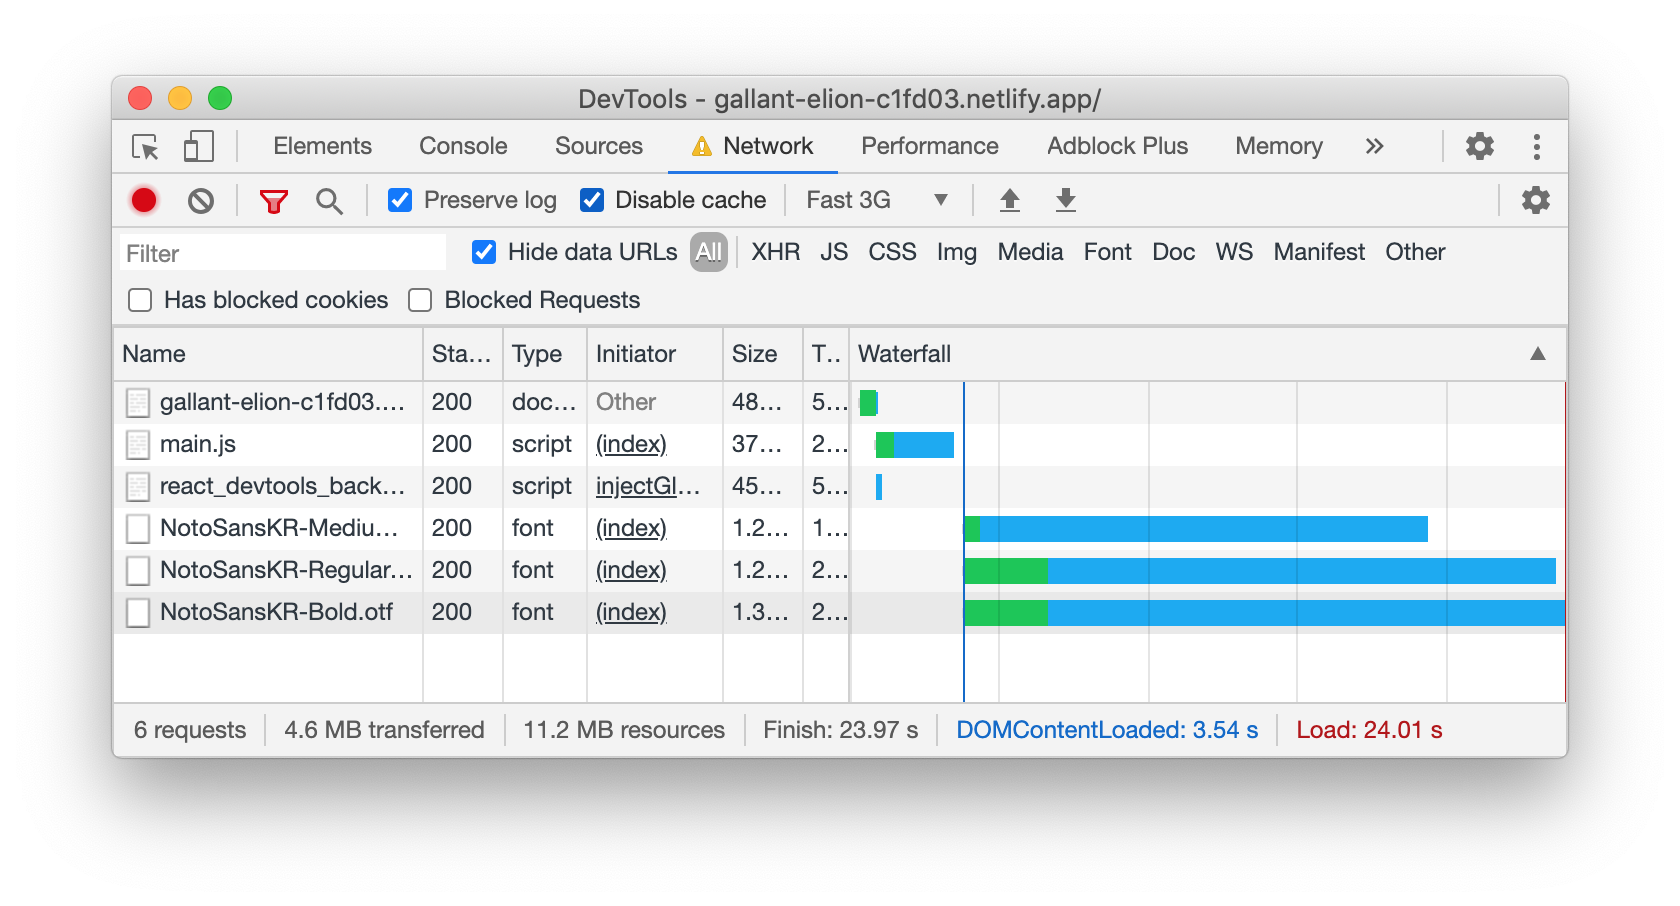 DevTools - gallant-elion-c1fd03.netlify.app/
Elements Console Sources Network Performance Adblock Plus Memory »
Preserve log Disable cache Fast 3G
Filter Hide data URLs All XHR JS CSS Img Media Font Doc WS Manifest Other
Has blocked cookies Blocked Requests
Name Sta... Type Initiator Size T.. Waterfall
gallant-elion-c1fd03.... 200 doc... Other 48... 5...
main.js 200 script (index) 37... 2...
react_devtools_back... 200 script injectGl... 45... 5...
NotoSansKR-Mediu... 200 font (index) 1.2... 1...
NotoSansKR-Regular... 200 font (index) 1.2... 2...
NotoSansKR-Bold.otf 200 font (index) 1.3... 2...
6 requests 4.6 MB transferred 11.2 MB resources Finish: 23.97 s DOMContentLoaded: 3.54 s Load: 24.01 s